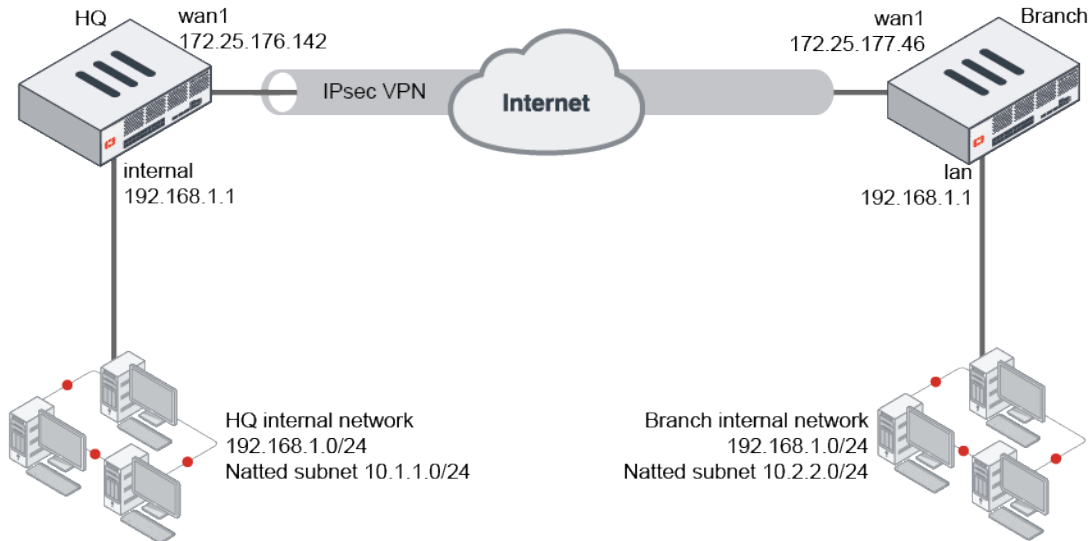 HQ
wan1
172.25.176.142
wan1
172.25.177.46
Branch
IPsec VPN
Internet
internal
192.168.1.1
lan
192.168.1.1
HQ internal network
192.168.1.0/24
Natted subnet 10.1.1.0/24
Branch internal network
192.168.1.0/24
Natted subnet 10.2.2.0/24